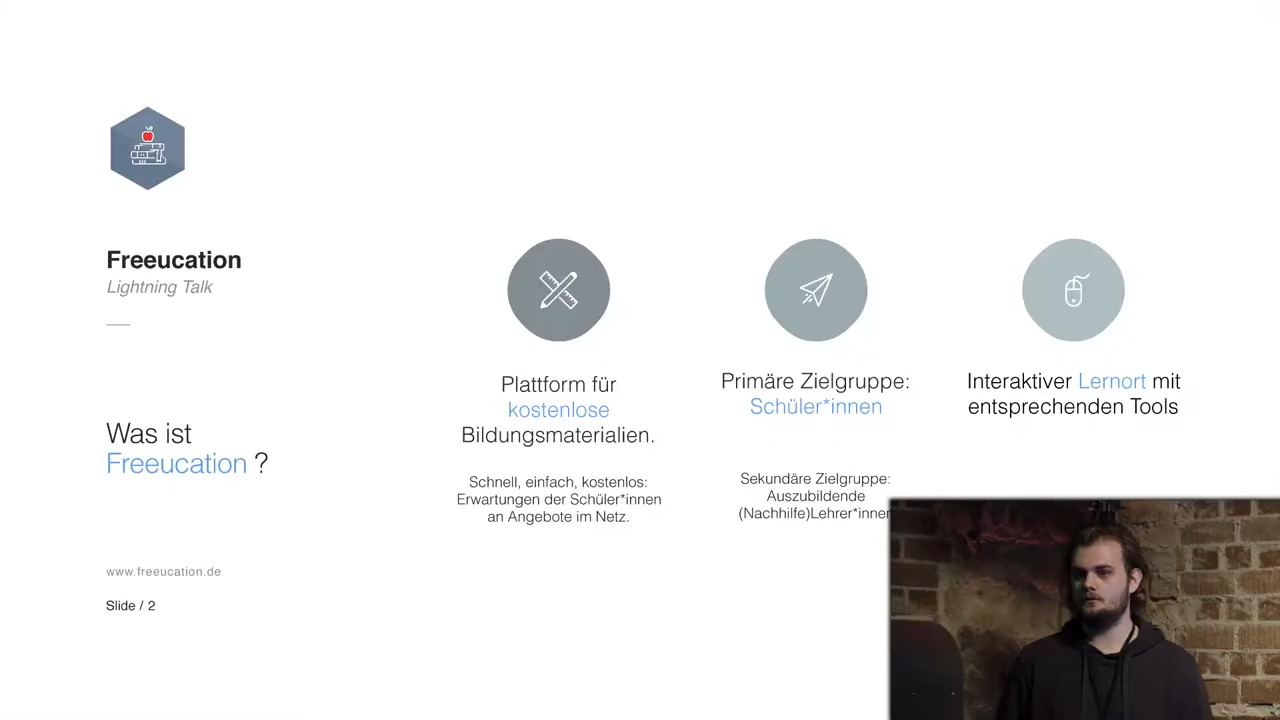 Freeucation
Lightning Talk
Was ist
Freeucation ?
www.freeucation.de
Slide / 2
Plattform für
kostenlose
Bildungsmaterialien.
Schnell, einfach, kostenlos:
Erwartungen der Schüler*innen
an Angebote im Netz.
Primäre Zielgruppe:
Schüler*innen
Sekundäre Zielgruppe:
Auszubildende
(Nachhilfe)Lehrer*innen
Interaktiver Lernort mit
entsprechenden Tools